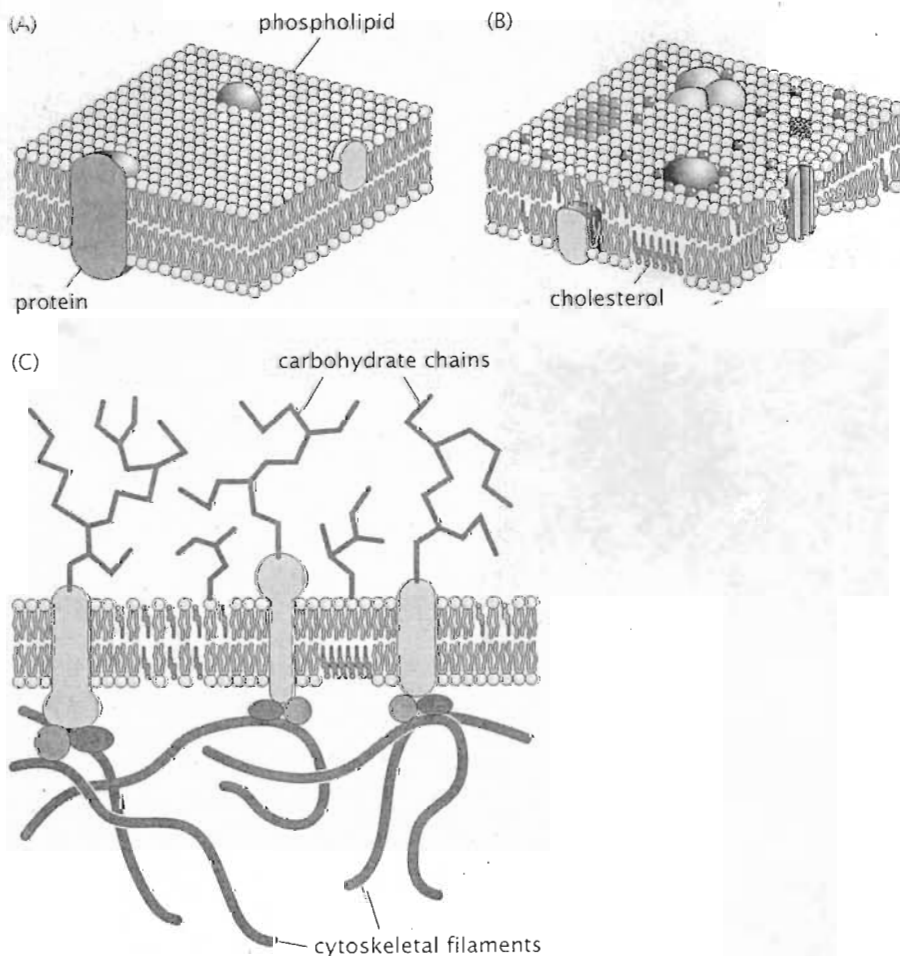 (A)
phospholipid
(B)
protein
cholesterol
(C)
carbohydrate chains
cytoskeletal filaments